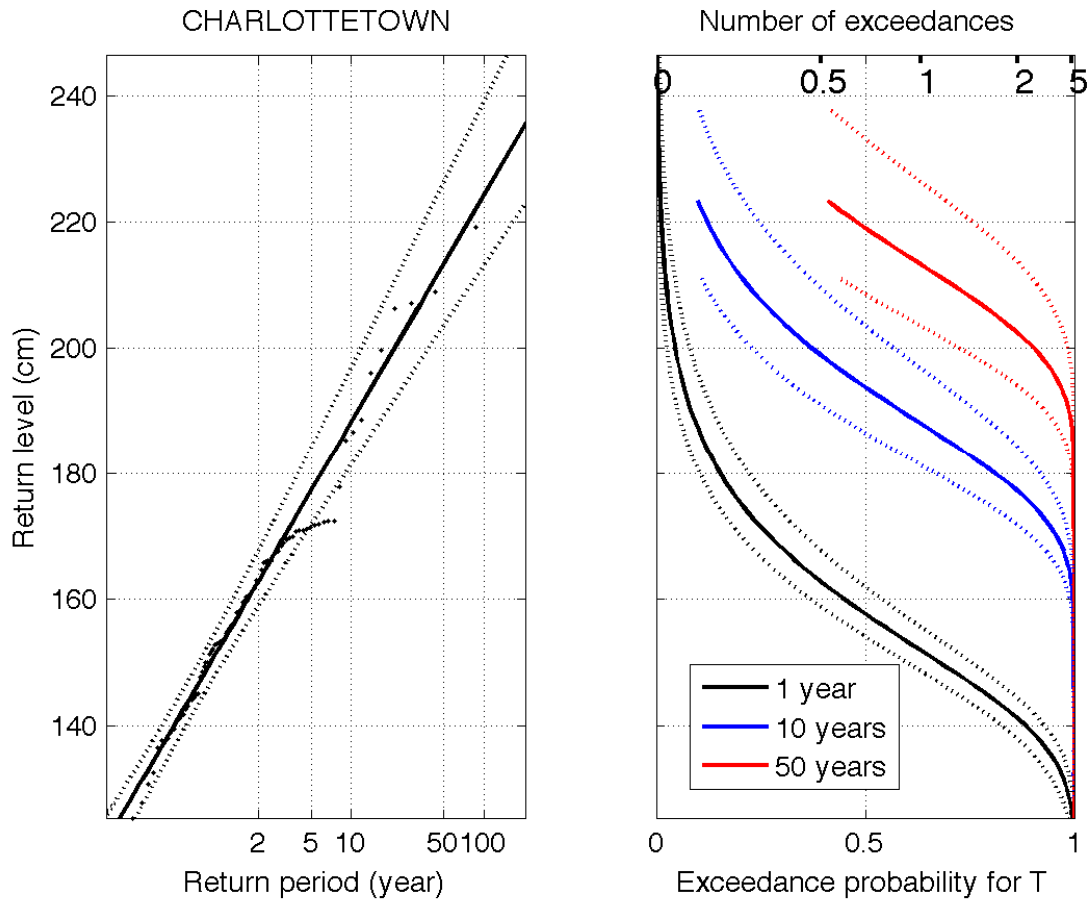 CHARLOTTETOWN
Return level (cm)
240
220
200
180
160
140
2 5 10 50 100
Return period (year)
Number of exceedances
0 0.5 1 2 5
1 year
10 years
50 years
0 0.5 1
Exceedance probability for T